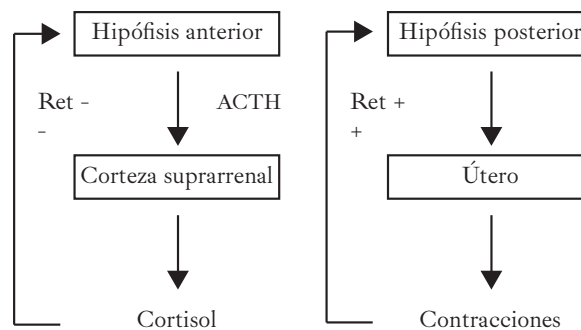 Hipófisis anterior
Ret -
-
ACTH
Corteza suprarrenal
Cortisol
Hipófisis posterior
Ret +
+
Útero
Contracciones